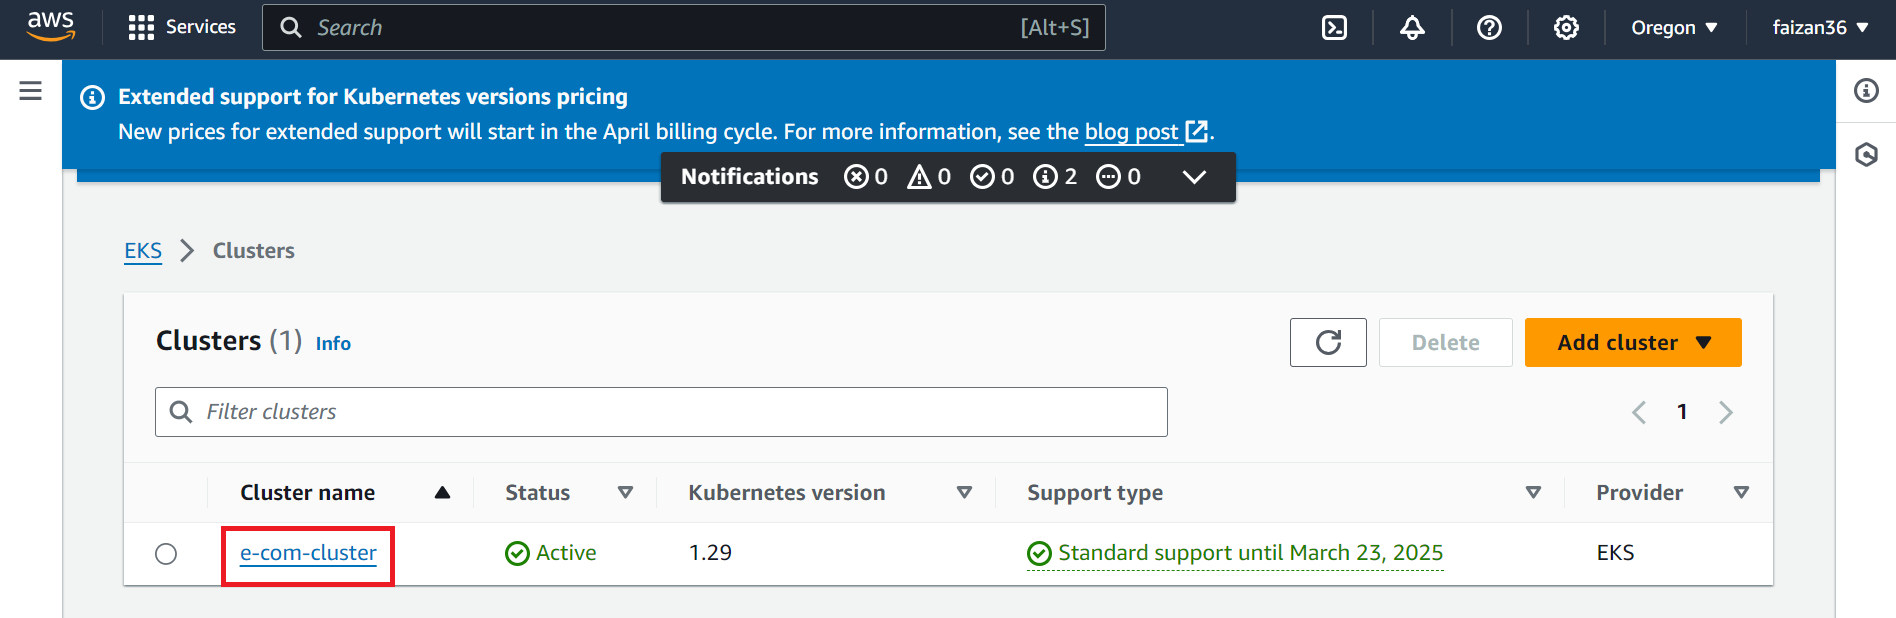 aws Services Search [Alt+S] Oregon faizan36
Extended support for Kubernetes versions pricing
New prices for extended support will start in the April billing cycle. For more information, see the blog post.
Notifications 0 0 0 2 0
EKS Clusters
Clusters (1) Info Delete Add cluster
Filter clusters 1
Cluster name Status Kubernetes version Support type Provider
e-com-cluster Active 1.29 Standard support until March 23, 2025 EKS